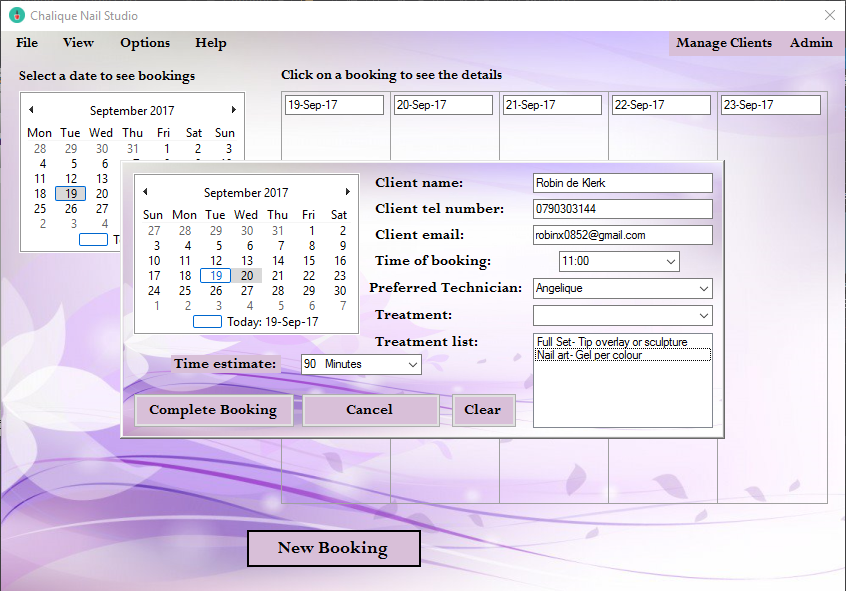 Chalique Nail Studio
File View Options Help Manage Clients Admin
Select a date to see bookings
Click on a booking to see the details
September 2017
Mon Tue Wed Thu Fri Sat Sun
28 29 30 31 1 2 3
4 5 6
11 12 13
18 19 20
25 26 27
2 3 4
19-Sep-17 20-Sep-17 21-Sep-17 22-Sep-17 23-Sep-17
September 2017
Sun Mon Tue Wed Thu Fri Sat
27 28 29 30 31 1 2
3 4 5 6 7 8 9
10 11 12 13 14 15 16
17 18 19 20 21 22 23
24 25 26 27 28 29 30
1 2 3 4 5 6 7
Today: 19-Sep-17
Time estimate: 90 Minutes
Complete Booking Cancel Clear
Client name: Robin de Klerk
Client tel number: 0790303144
Client email: robinx0852@gmail.com
Time of booking: 11:00
Preferred Technician: Angelique
Treatment:
Treatment list: Full Set- Tip overlay or sculpture
Nail art- Gel per colour
New Booking